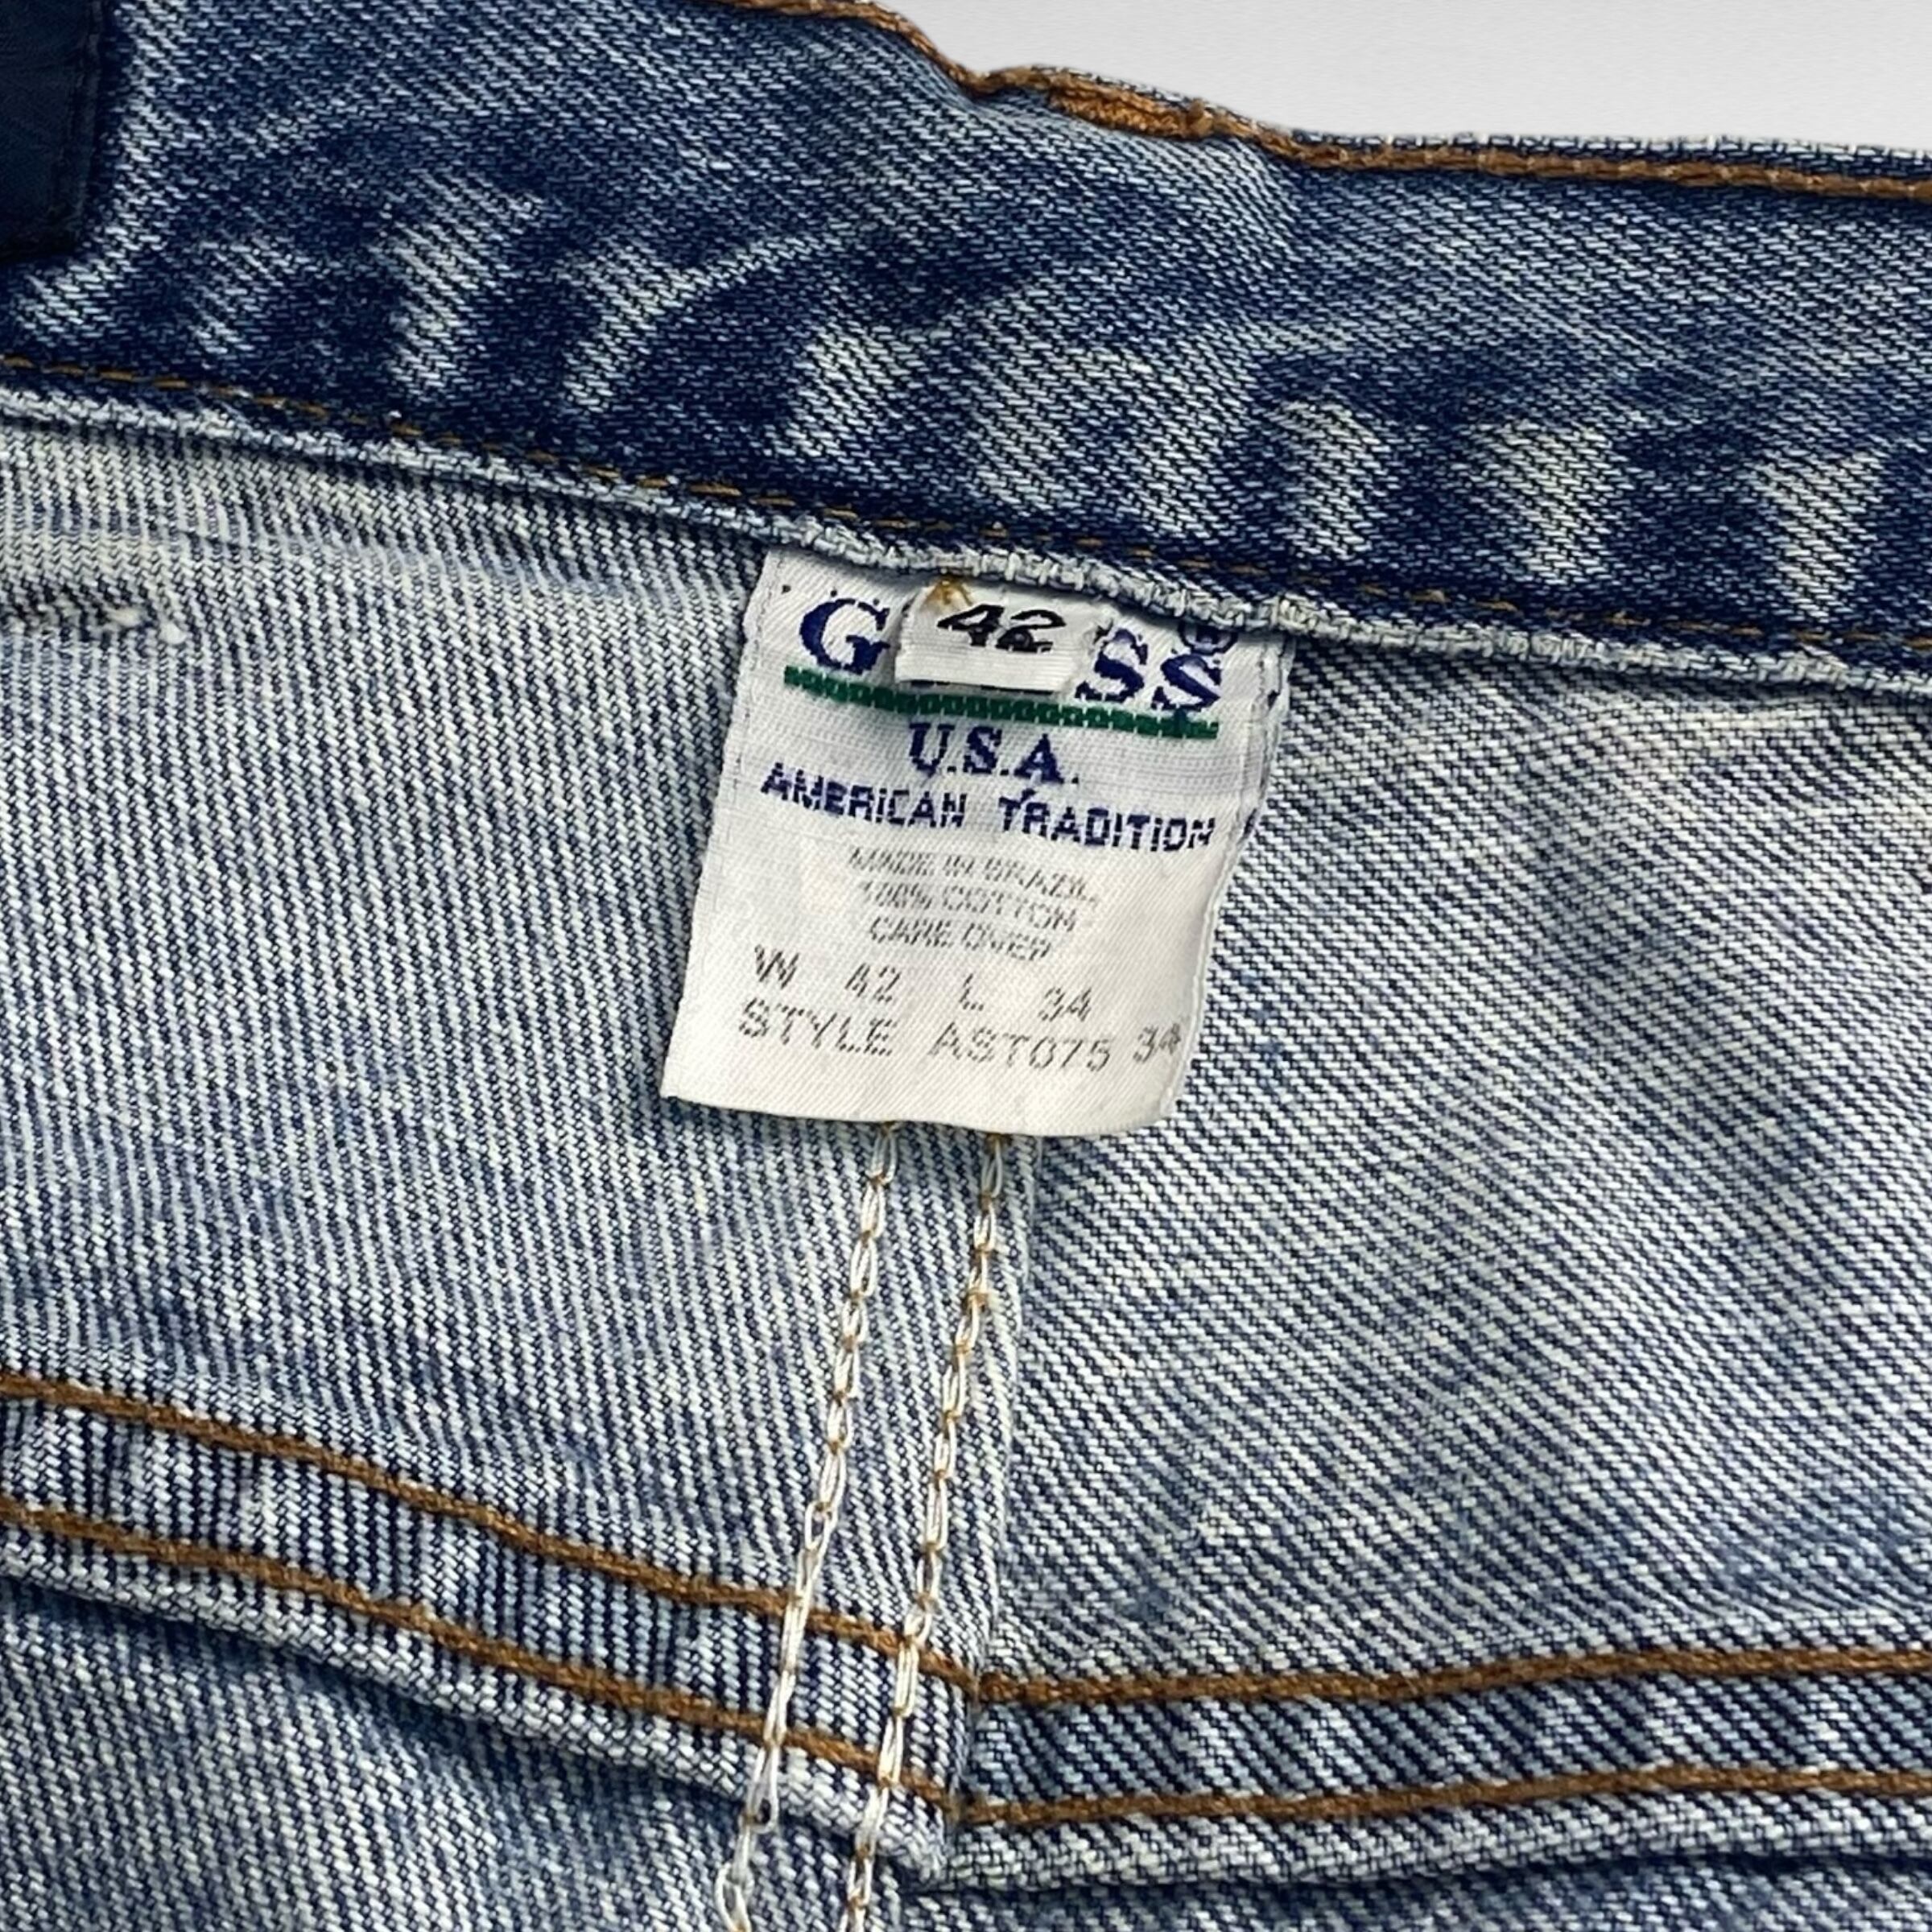 42
G SS ®
U.S.A.
AMERICAN TRADITION
MADE IN BRAZIL
100% COTTON
CARE OVER
W 42 L 34
STYLE AST075 34